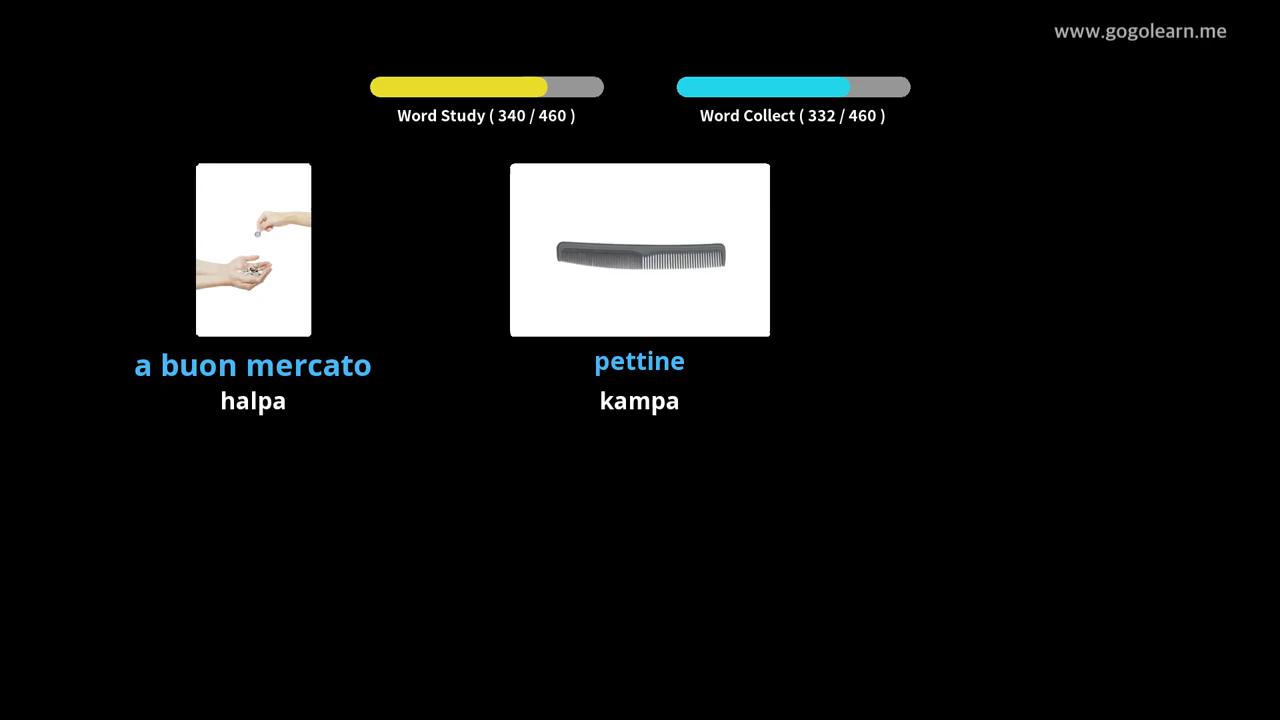 www.gogolearn.me
Word Study ( 340 / 460 )
Word Collect ( 332 / 460 )
a buon mercato
halpa
pettine
kampa